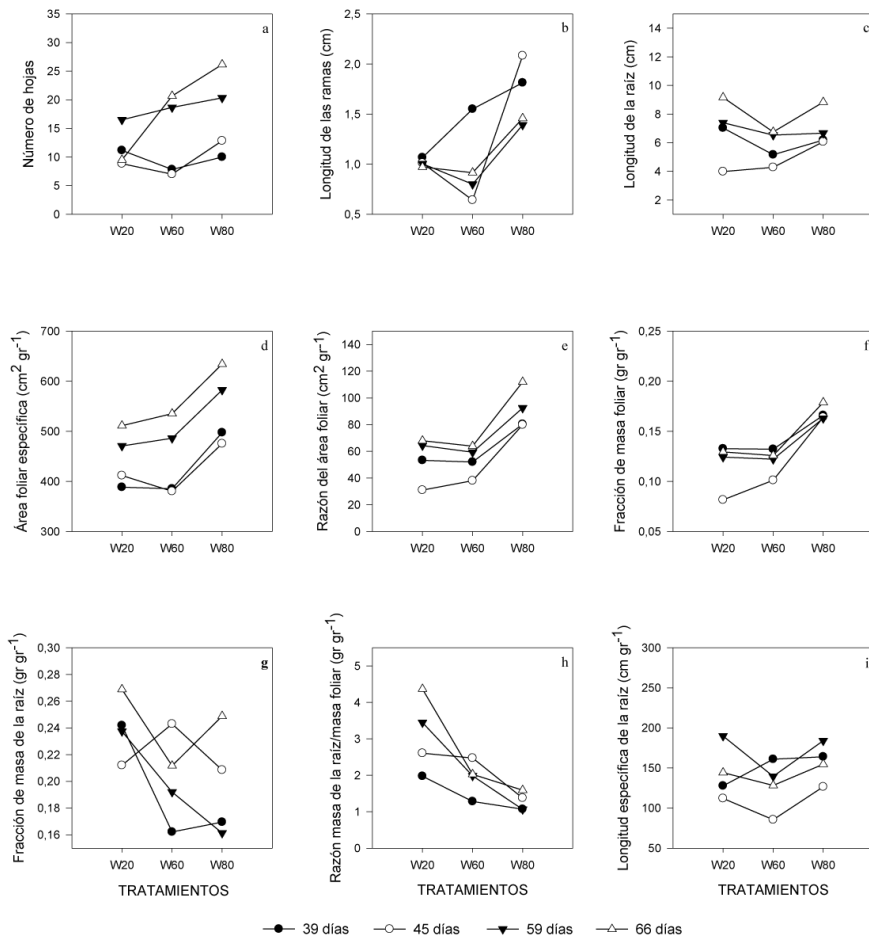 a
Número de hojas
35
30
25
20
15
10
5
0
W20 W60 W80
b
Longitud de las ramas (cm)
2,5
2,0
1,5
1,0
0,5
W20 W60 W80
c
Longitud de la raíz (cm)
14
12
10
8
6
4
2
W20 W60 W80
d
Área foliar específica (cm² gr⁻¹)
700
600
500
400
300
W20 W60 W80
e
Razón del área foliar (cm² gr⁻¹)
140
120
100
80
60
40
20
0
W20 W60 W80
f
Fracción de masa foliar (gr gr⁻¹)
0,25
0,20
0,15
0,10
0,05
W20 W60 W80
g
Fracción de masa de la raíz (gr gr⁻¹)
0,30
0,28
0,26
0,24
0,22
0,20
0,18
0,16
W20 W60 W80
TRATAMIENTOS
h
Razón masa de la raíz/masa foliar (gr gr⁻¹)
5
4
3
2
1
0
W20 W60 W80
TRATAMIENTOS
i
Longitud específica de la raíz (cm gr⁻¹)
300
250
200
150
100
50
W20 W60 W80
TRATAMIENTOS
39 días 45 días 59 días 66 días